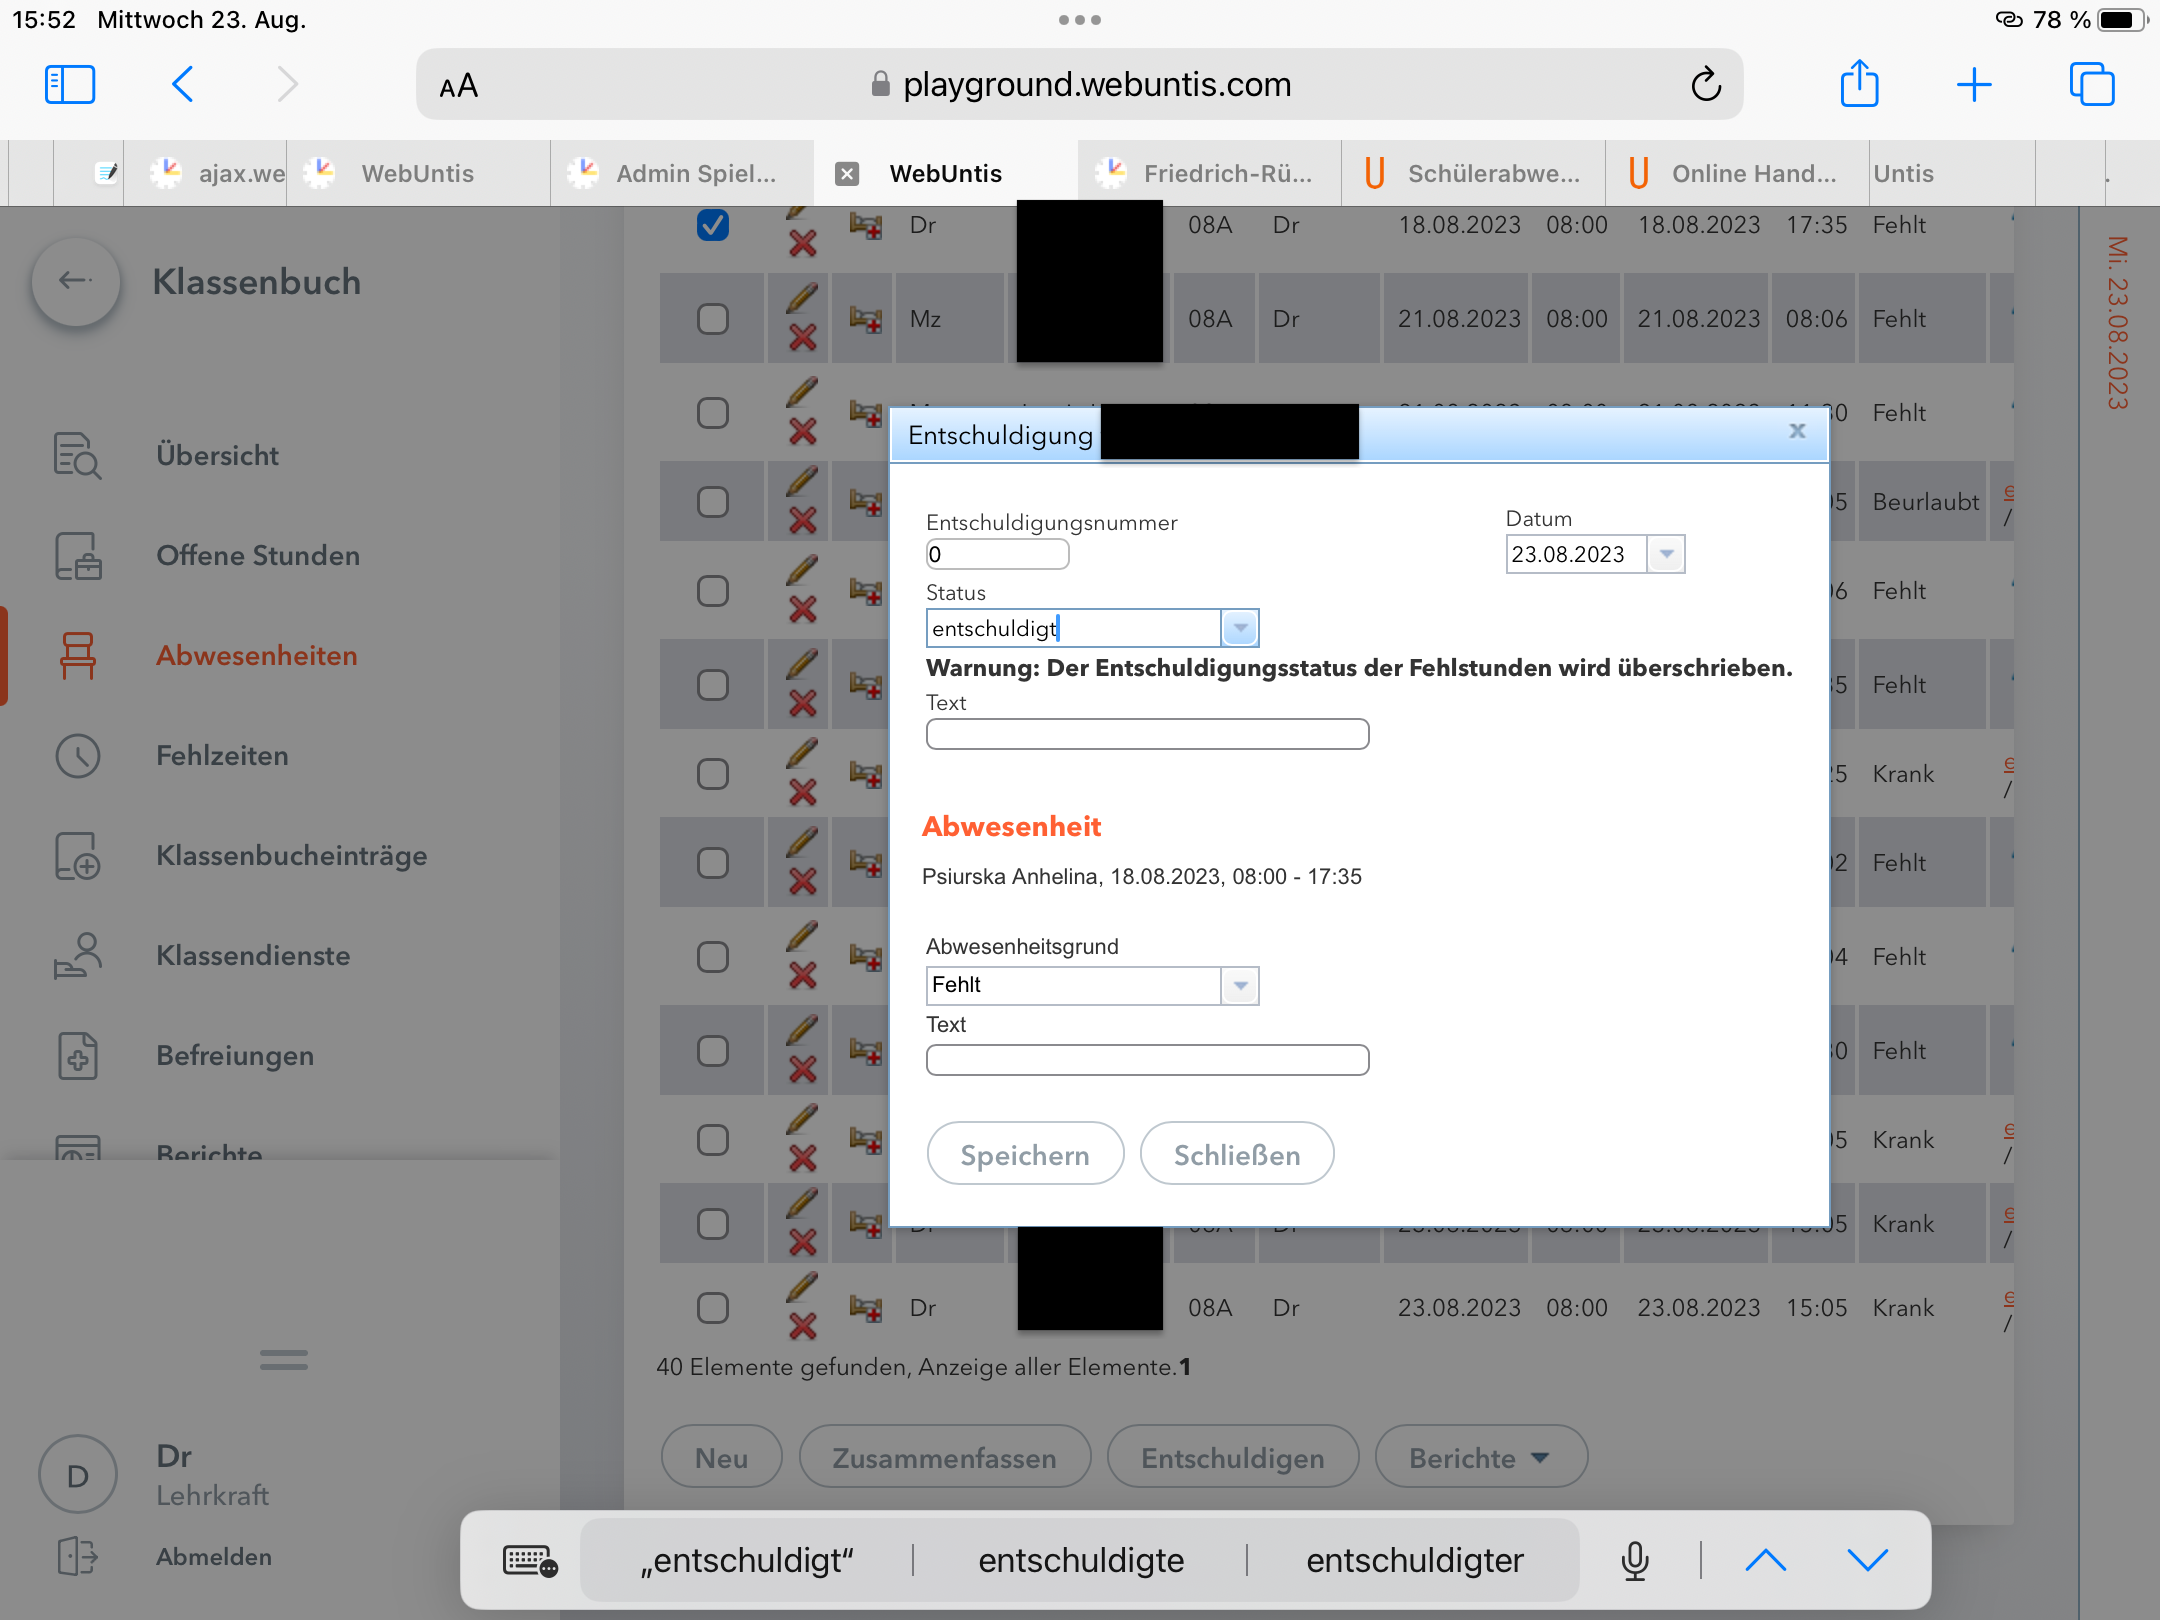 15:52 Mittwoch 23. Aug. 78 %
AA playground.webuntis.com
ajax.we WebUntis Admin Spiel... WebUntis Friedrich-Rü... Schülerabwe... Online Hand... Untis
Mi. 23.08.2023
Klassenbuch
Übersicht
Offene Stunden
Abwesenheiten
Fehlzeiten
Klassenbucheinträge
Klassendienste
Befreiungen
Berichte
D
Dr
Lehrkraft
Abmelden
Dr 08A Dr 18.08.2023 08:00 18.08.2023 17:35 Fehlt
Mz 08A Dr 21.08.2023 08:00 21.08.2023 08:06 Fehlt
Fehlt
Beurlaubt
Fehlt
Fehlt
Krank
Fehlt
Fehlt
Fehlt
Krank
Krank
Dr 08A Dr 23.08.2023 08:00 23.08.2023 15:05 Krank
40 Elemente gefunden, Anzeige aller Elemente.1
Neu Zusammenfassen Entschuldigen Berichte
Entschuldigung x
Entschuldigungsnummer Datum
0 23.08.2023
Status
entschuldigt
Warnung: Der Entschuldigungsstatus der Fehlstunden wird überschrieben.
Text
Abwesenheit
Psiurska Anhelina, 18.08.2023, 08:00 - 17:35
Abwesenheitsgrund
Fehlt
Text
Speichern Schließen
„entschuldigt“ entschuldigte entschuldigter